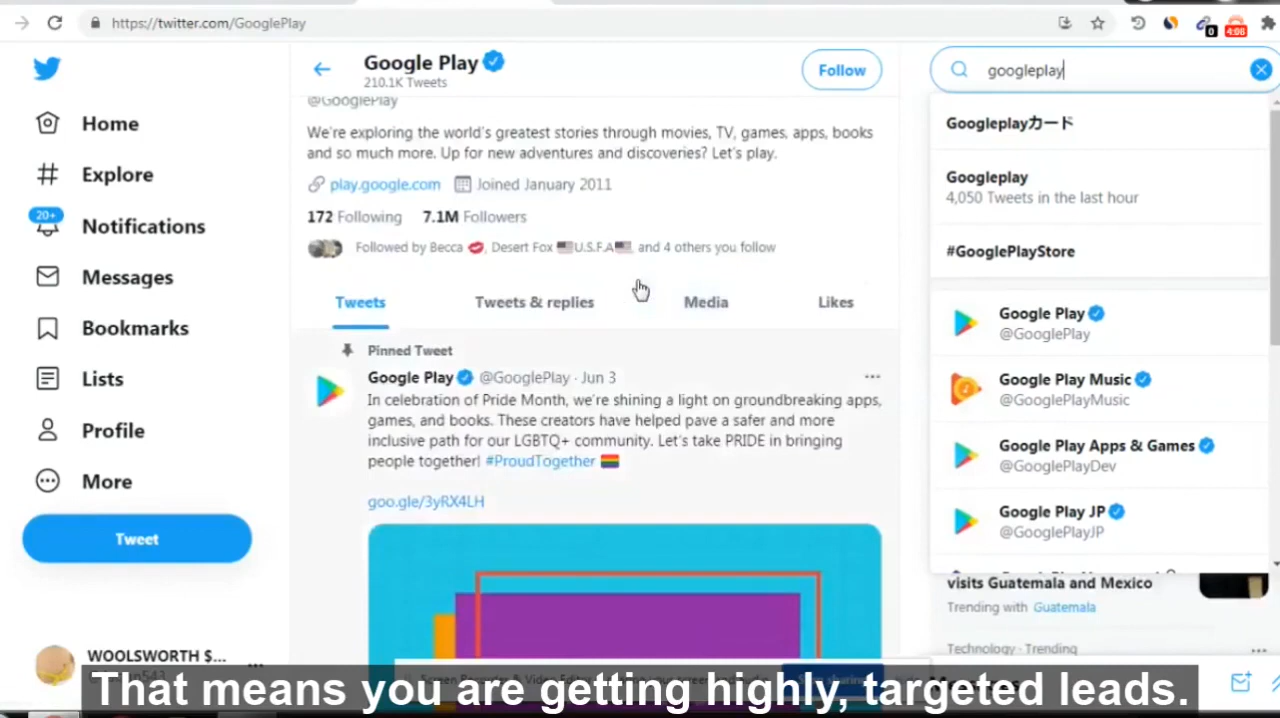 https://twitter.com/GooglePlay
0
4:06
Google Play
210.1K Tweets
Follow
googleplay
@GooglePlay
We're exploring the world's greatest stories through movies, TV, games, apps, books
and so much more. Up for new adventures and discoveries? Let's play.
play.google.com Joined January 2011
172 Following 7.1M Followers
Followed by Becca 💋, Desert Fox 🇺🇸U.S.F.A🇺🇸, and 4 others you follow
Tweets
Tweets & replies
Media
Likes
Pinned Tweet
Google Play @GooglePlay · Jun 3
In celebration of Pride Month, we're shining a light on groundbreaking apps,
games, and books. These creators have helped pave a safer and more
inclusive path for our LGBTQ+ community. Let's take PRIDE in bringing
people together! #ProudTogether 🏳️‍🌈
goo.gle/3yRX4LH
Home
Explore
20+
Notifications
Messages
Bookmarks
Lists
Profile
More
Tweet
WOOLSWORTH $...
Googleplayカード
Googleplay
4,050 Tweets in the last hour
#GooglePlayStore
Google Play
@GooglePlay
Google Play Music
@GooglePlayMusic
Google Play Apps & Games
@GooglePlayDev
Google Play JP
@GooglePlayJP
visits Guatemala and Mexico
Trending with Guatemala
Technology · Trending
That means you are getting highly, targeted leads.